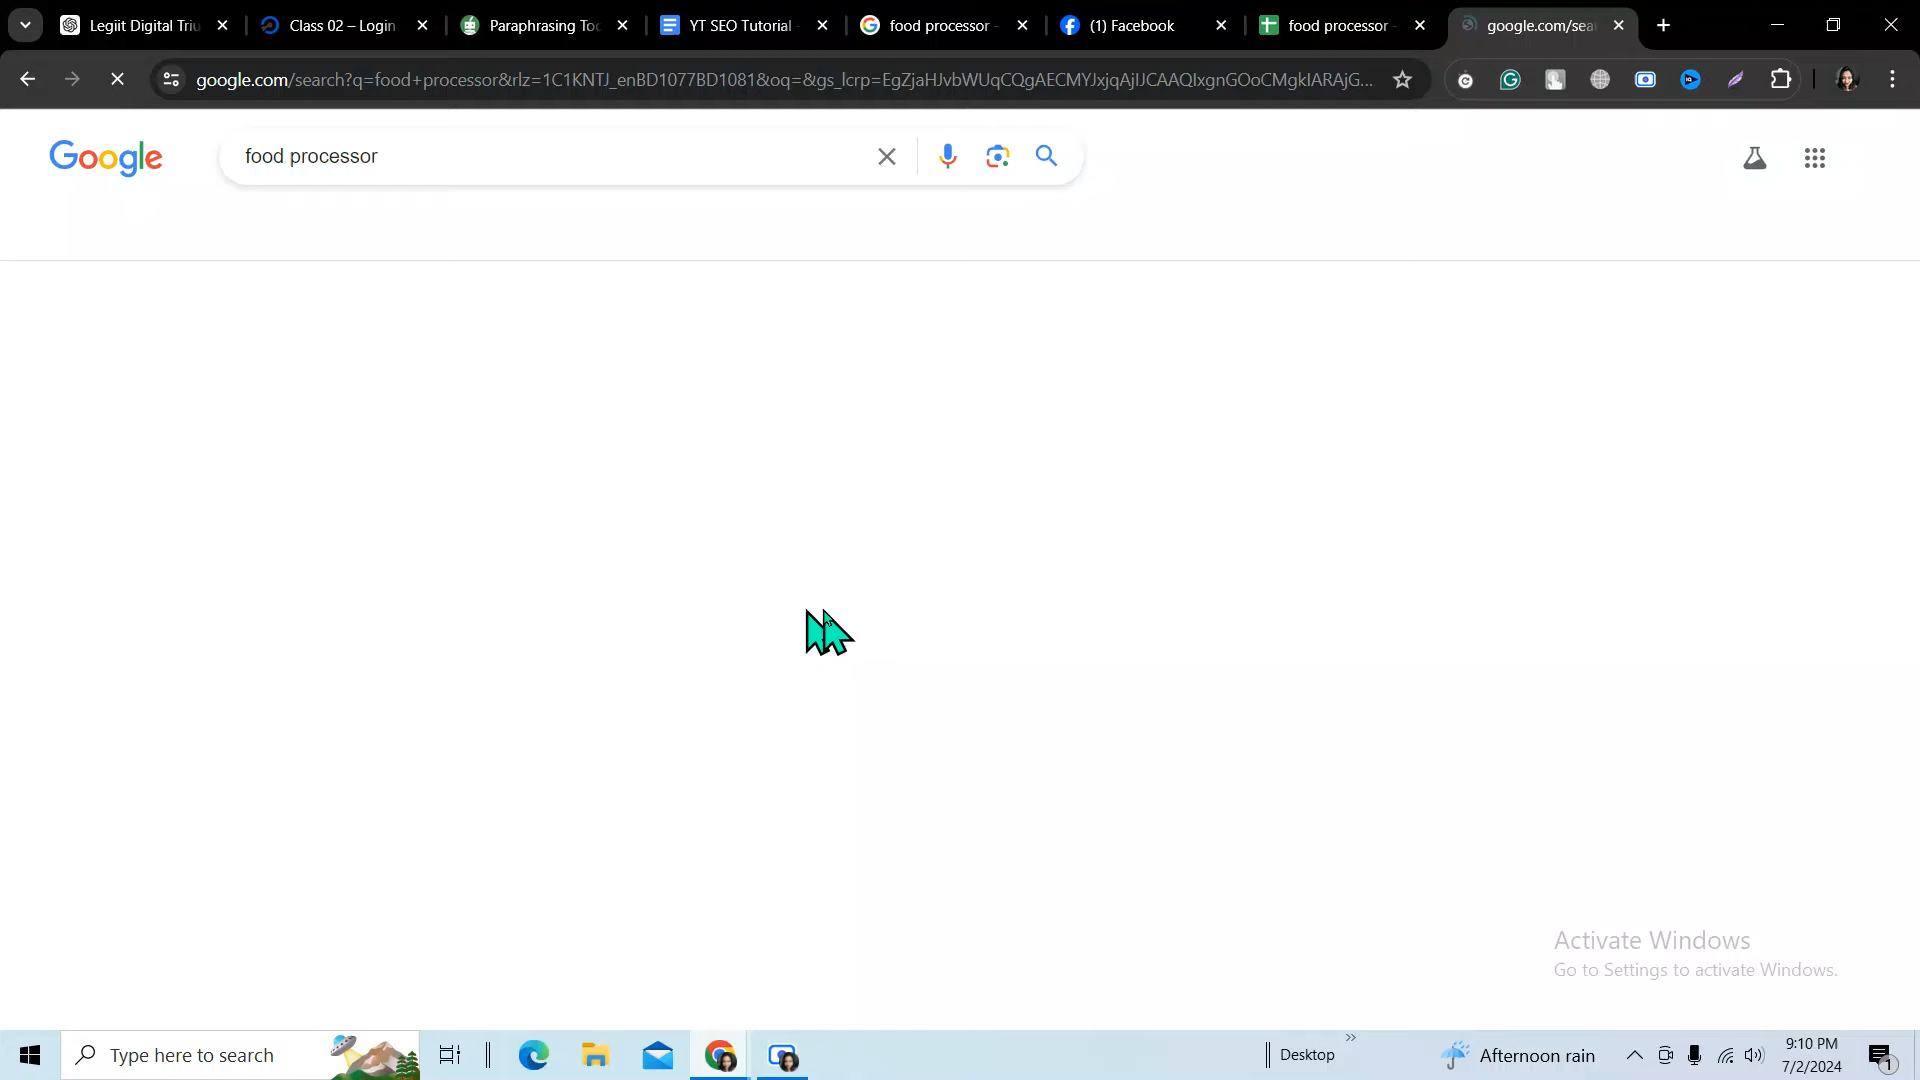 Legiit Digital Triu
Class 02 – Login
Paraphrasing Too
YT SEO Tutorial -
food processor -
(1) Facebook
food processor -
google.com/sea
google.com/search?q=food+processor&rlz=1C1KNTJ_enBD1077BD1081&oq=&gs_lcrp=EgZjaHJvbWUqCQgAECMYJxjqAjIJCAAQIxgnGOoCMgkIARAjG...
Google
food processor
Activate Windows
Go to Settings to activate Windows.
Type here to search
Desktop
Afternoon rain
9:10 PM
7/2/2024
1